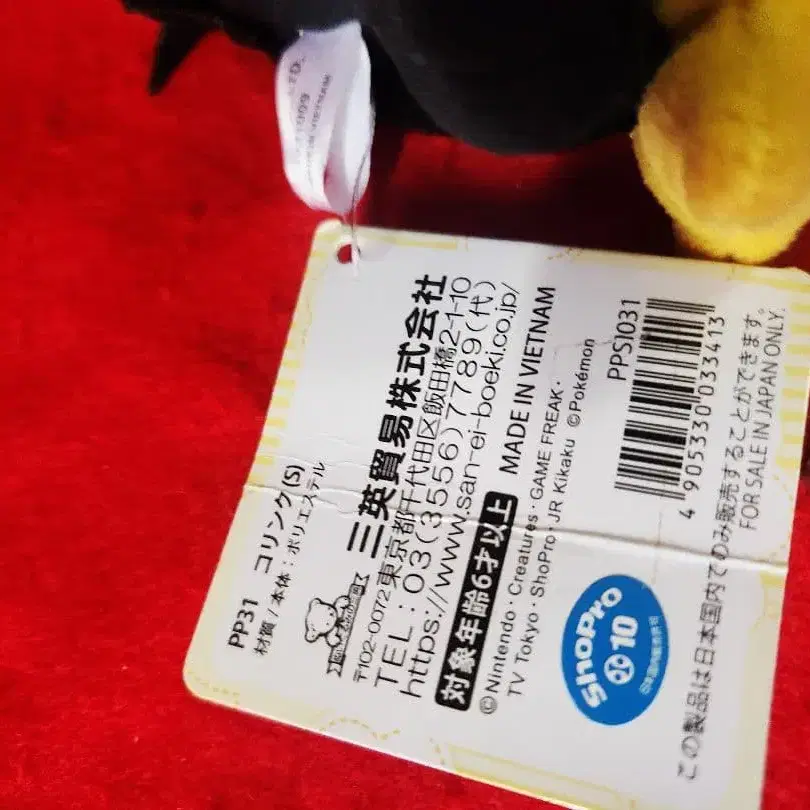 PP31 コリンク(S)
材質/本体:ポリエステル
三英貿易株式会社
〒102-0072 東京都千代田区飯田橋2-1-10
TEL:03(3556)7789(代)
https://www.san-ei-boeki.co.jp/
対象年齢6才以上 MADE IN VIETNAM
©Nintendo・Creatures・GAME FREAK・
TV Tokyo・ShoPro・JR Kikaku ©Pokémon
PPS1031
4 905330 033413
ShoPro
10
この製品は日本国内でのみ販売することができます。
FOR SALE IN JAPAN ONLY.